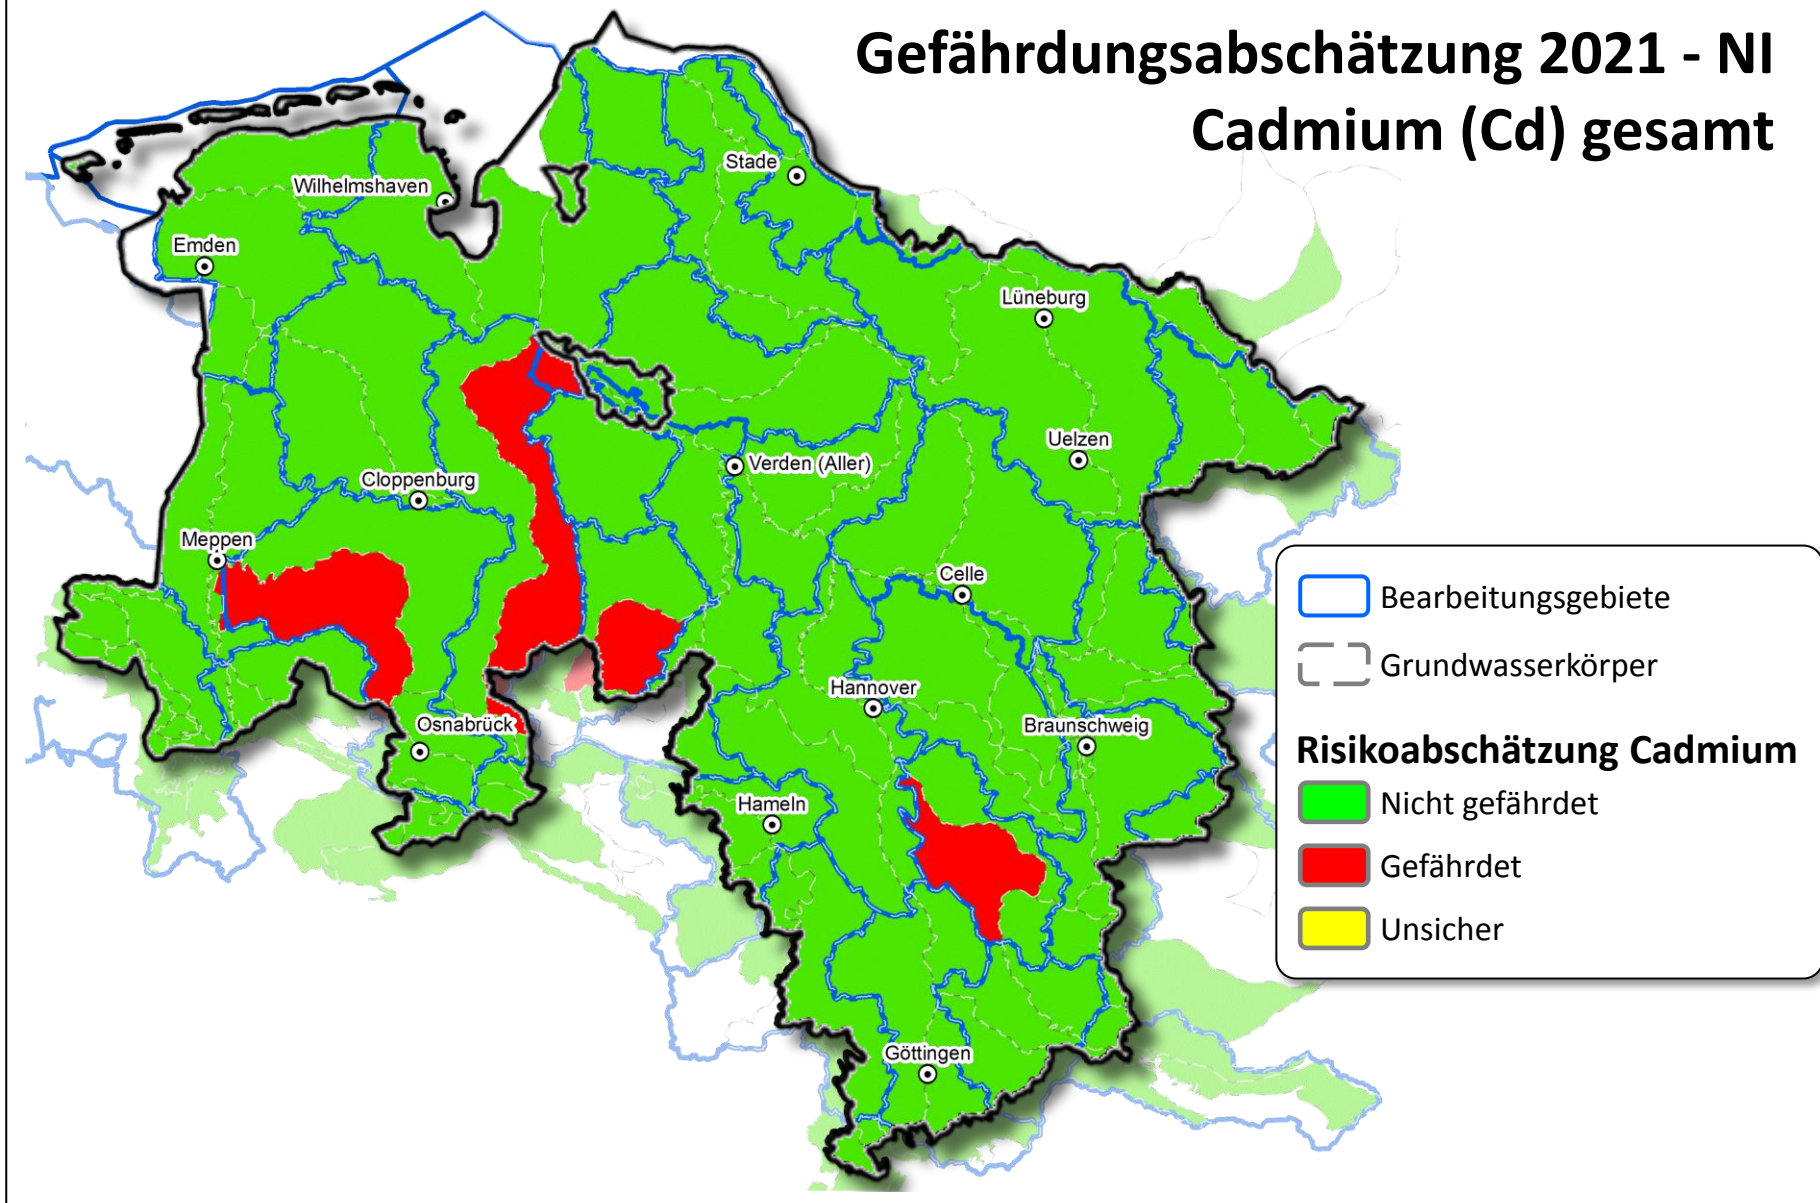 Gefährdungsabschätzung 2021 - NI
Cadmium (Cd) gesamt
Stade
Wilhelmshaven
Emden
Lüneburg
Uelzen
Verden (Aller)
Cloppenburg
Meppen
Celle
Hannover
Osnabrück
Braunschweig
Hameln
Göttingen
Bearbeitungsgebiete
Grundwasserkörper
Risikoabschätzung Cadmium
Nicht gefährdet
Gefährdet
Unsicher